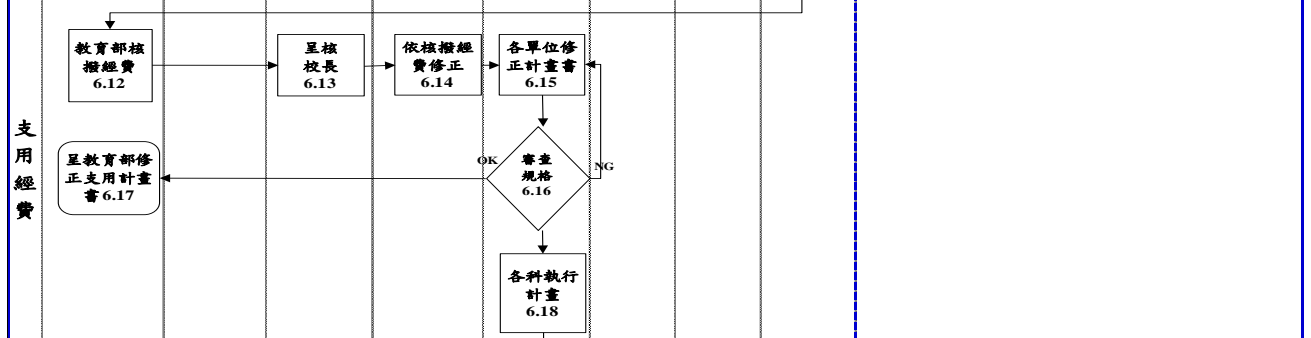 支
用
經
費
教育部核
撥經費
6.12
呈核
校長
6.13
依核撥經
費修正
6.14
各單位修
正計畫書
6.15
呈教育部修
正支用計畫
書6.17
OK
審查
規格
6.16
NG
各科執行
計畫
6.18